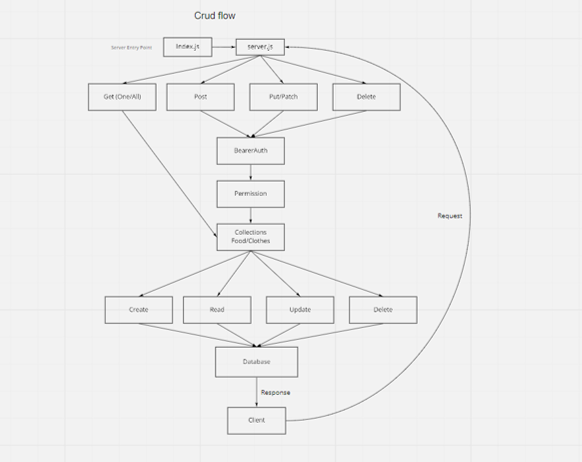 Crud flow
Server Entry Point
Index.js
server.js
Get (One/All)
Post
Put/Patch
Delete
BearerAuth
Permission
Collections
Food/Clothes
Request
Create
Read
Update
Delete
Database
Response
Client